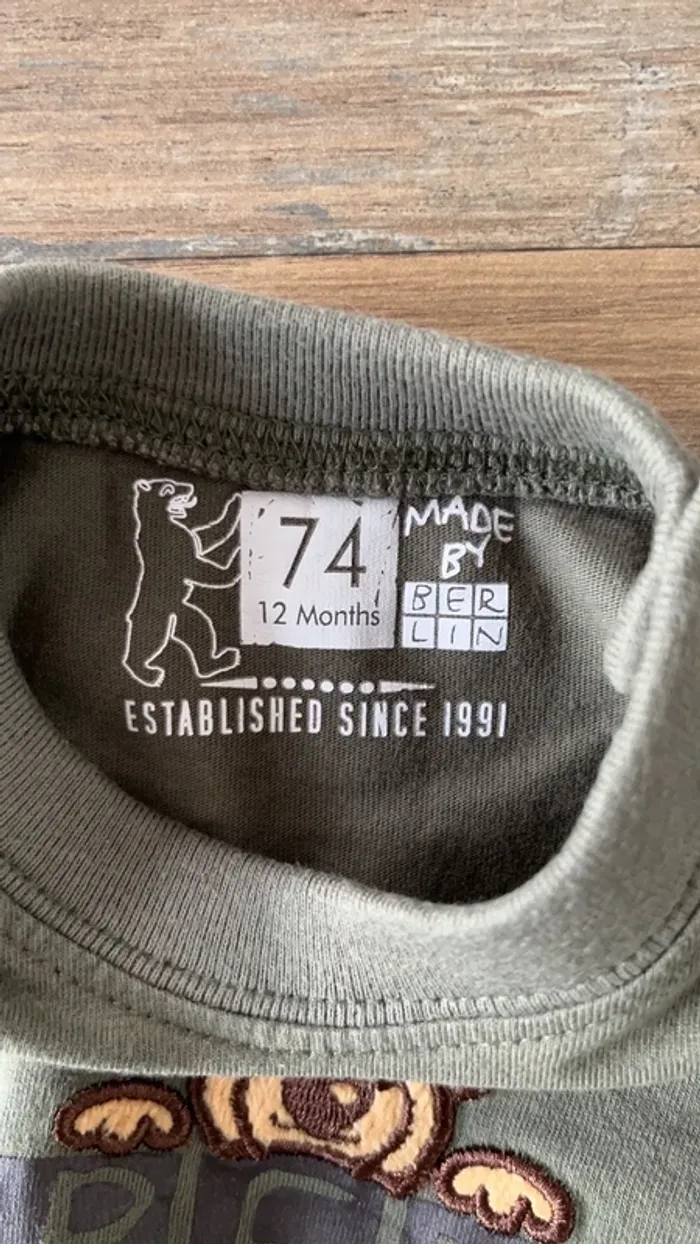 74
12 Months
MADE
BY
BER
LIN
ESTABLISHED SINCE 1991